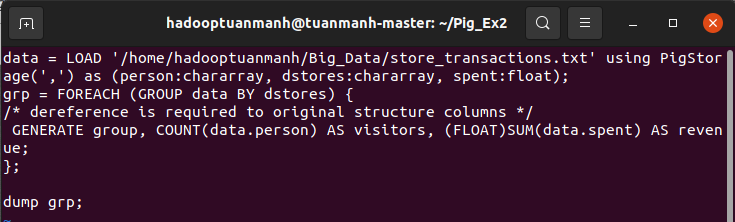 hadooptuanmanh@tuanmanh-master: ~/Pig_Ex2
data = LOAD '/home/hadooptuanmanh/Big_Data/store_transactions.txt' using PigStor
age(',') as (person:chararray, dstores:chararray, spent:float);
grp = FOREACH (GROUP data BY dstores) {
/* dereference is required to original structure columns */
 GENERATE group, COUNT(data.person) AS visitors, (FLOAT)SUM(data.spent) AS reven
ue;
};

dump grp;
~